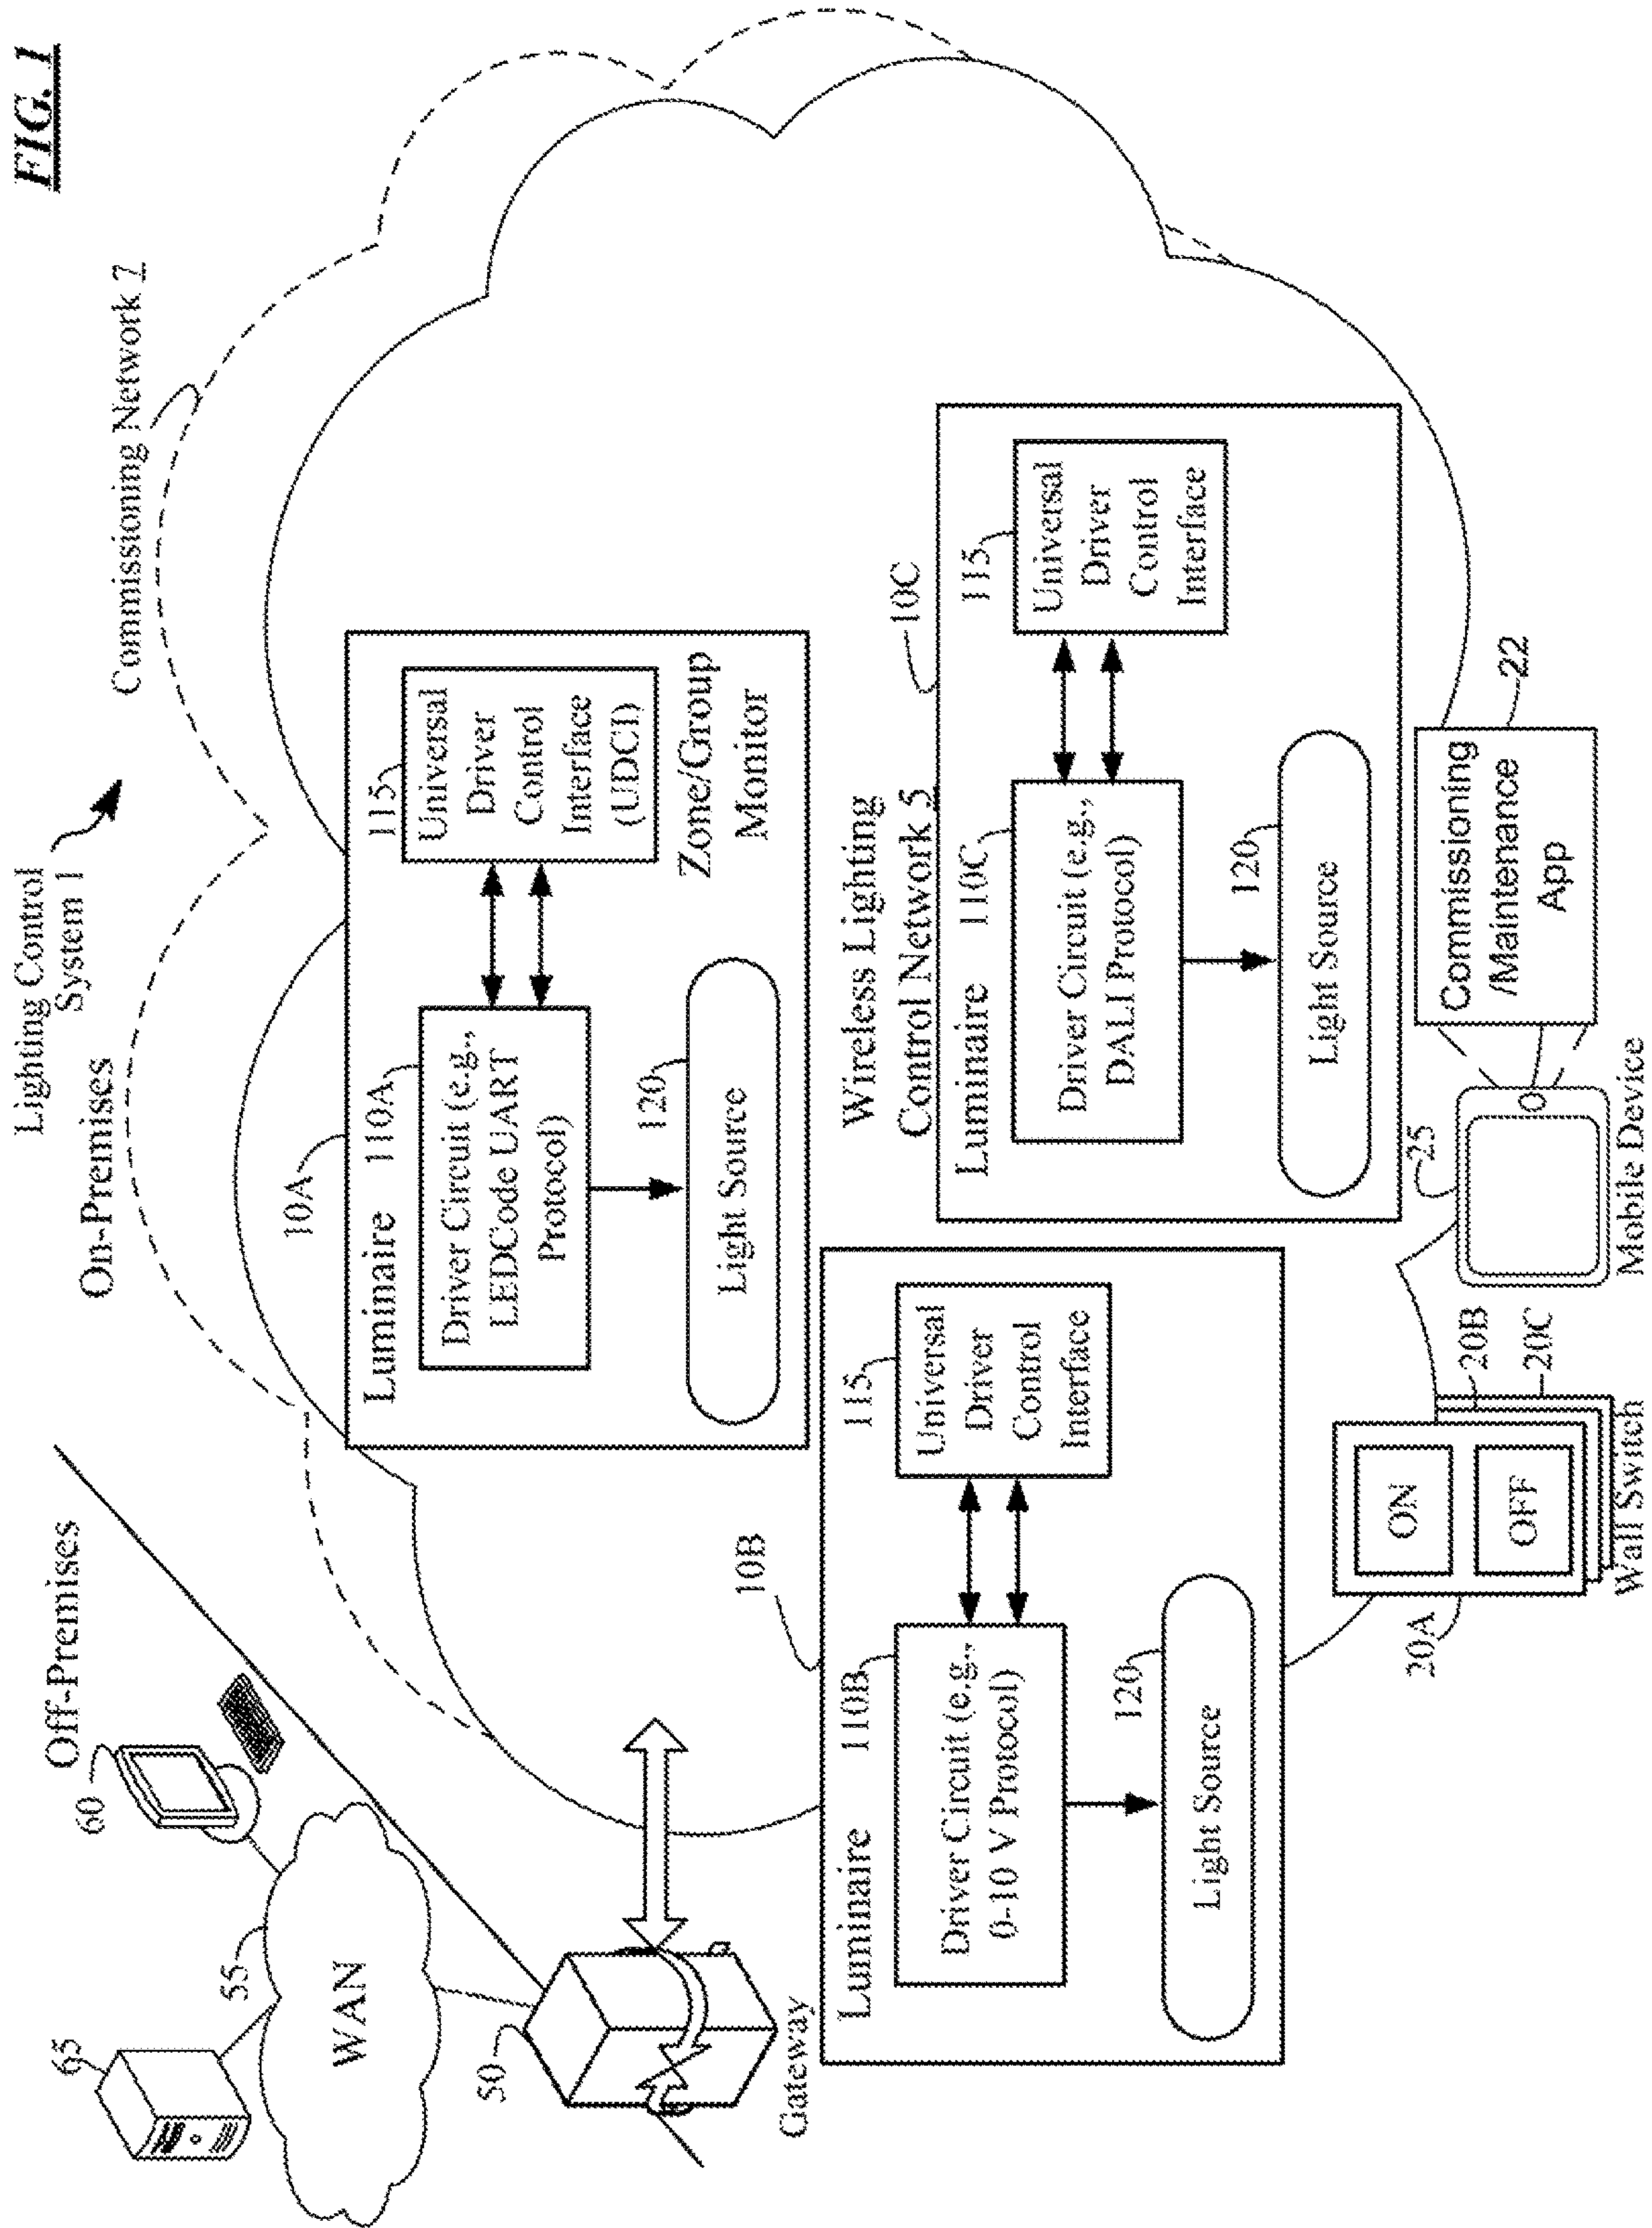 FIG. 1
Lighting Control
System 1
Off-Premises
On-Premises
Commissioning Network 7
65
60
55
WAN
50
Gateway
10A
Luminaire
110A
115
Driver Circuit (e.g.,
LEDCode UART
Protocol)
Universal
Driver
Control
Interface
(UDCI)
120
Light Source
Zone/Group
Monitor
10B
Luminaire
110B
115
Driver Circuit (e.g.,
0-10 V Protocol)
Universal
Driver
Control
Interface
120
Light Source
Wireless Lighting
Control Network 5
10C
Luminaire
110C
115
Driver Circuit (e.g.,
DALI Protocol)
Universal
Driver
Control
Interface
120
Light Source
20A
ON
OFF
20B
20C
Wall Switch
25
Mobile Device
Commissioning
/Maintenance
App
22